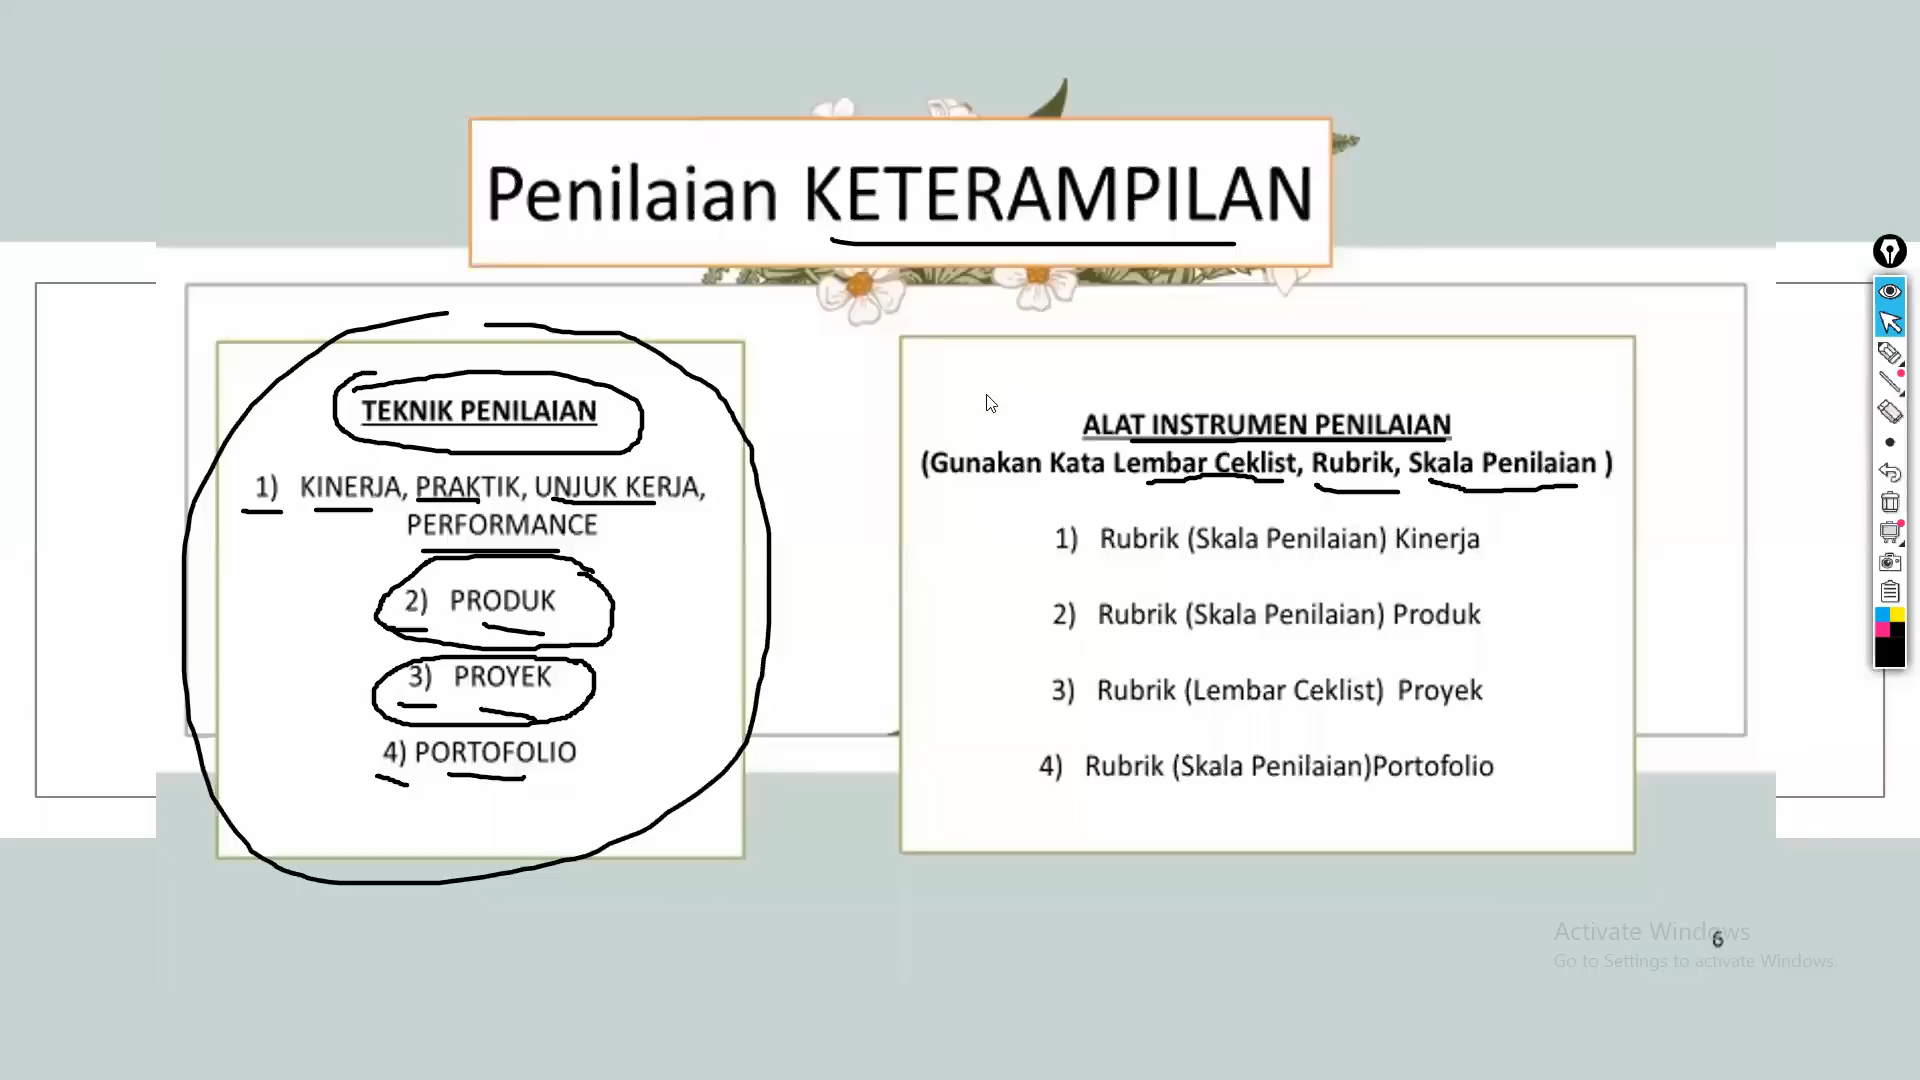 Penilaian KETERAMPILAN
TEKNIK PENILAIAN
1) KINERJA, PRAKTIK, UNJUK KERJA,
PERFORMANCE
2) PRODUK
3) PROYEK
4) PORTOFOLIO
ALAT INSTRUMEN PENILAIAN
(Gunakan Kata Lembar Ceklist, Rubrik, Skala Penilaian )
1) Rubrik (Skala Penilaian) Kinerja
2) Rubrik (Skala Penilaian) Produk
3) Rubrik (Lembar Ceklist) Proyek
4) Rubrik (Skala Penilaian)Portofolio
Activate Windows
6
Go to Settings to activate Windows.